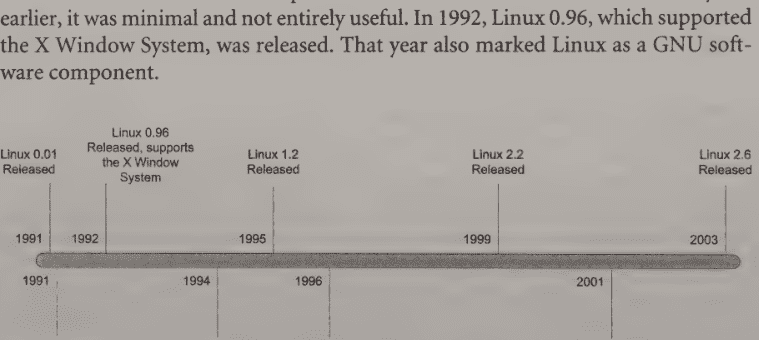 earlier, it was minimal and not entirely useful. In 1992, Linux 0.96, which supported
the X Window System, was released. That year also marked Linux as a GNU soft-
ware component.
Linux 0.01
Released
Linux 0.96
Released, supports
the X Window
System
Linux 1.2
Released
Linux 2.2
Released
Linux 2.6
Released
1991
1992
1995
1999
2003
1991
1994
1996
2001